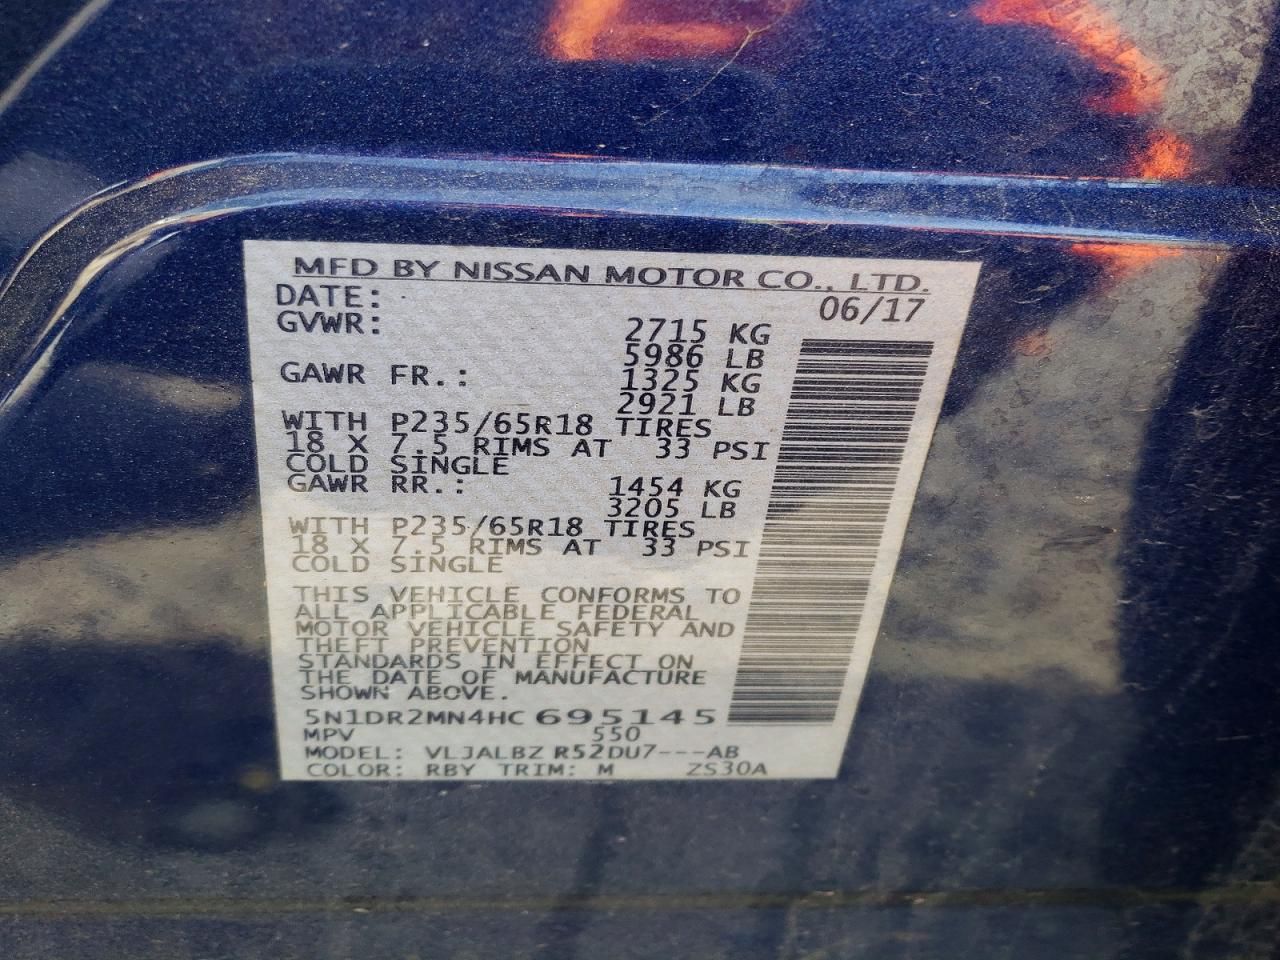 MFD BY NISSAN MOTOR CO., LTD.
DATE: 06/17
GVWR: 2715 KG
5986 LB
GAWR FR.: 1325 KG
2921 LB
WITH P235/65R18 TIRES
18 X 7.5 RIMS AT 33 PSI
COLD SINGLE
GAWR RR.: 1454 KG
3205 LB
WITH P235/65R18 TIRES
18 X 7.5 RIMS AT 33 PSI
COLD SINGLE
THIS VEHICLE CONFORMS TO
ALL APPLICABLE FEDERAL
MOTOR VEHICLE SAFETY AND
THEFT PREVENTION
STANDARDS IN EFFECT ON
THE DATE OF MANUFACTURE
SHOWN ABOVE.
5N1DR2MN4HC695145
MPV 550
MODEL: VLJALBZ R52DU7---AB
COLOR: RBY TRIM: M ZS30A